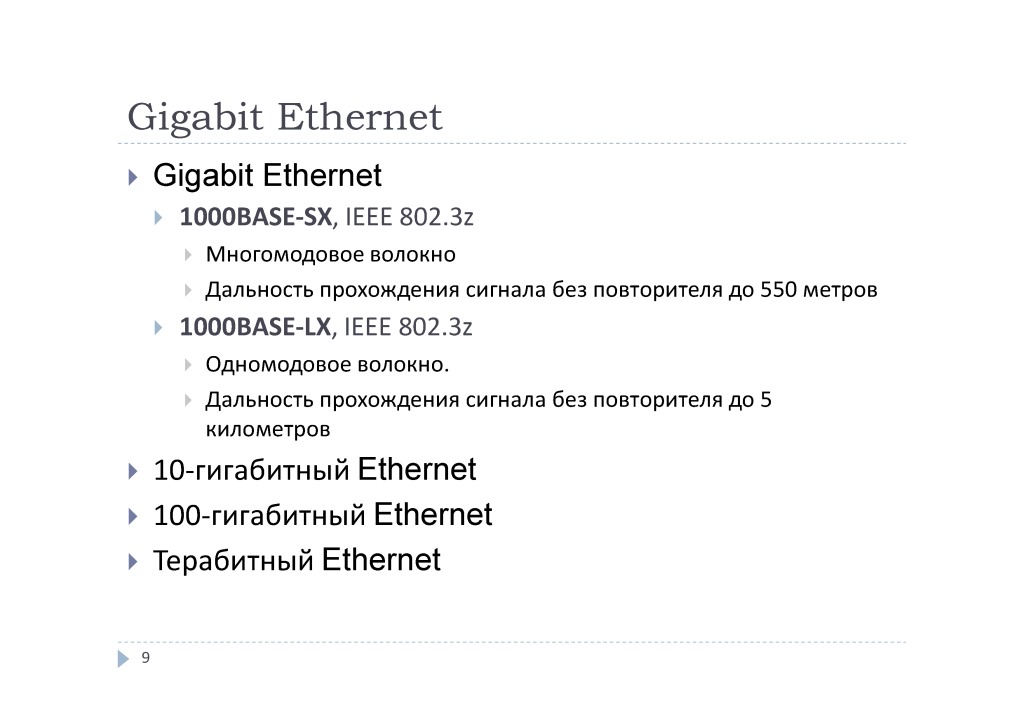 Gigabit Ethernet
Gigabit Ethernet
1000BASE-SX, IEEE 802.3z
Многомодовое волокно
Дальность прохождения сигнала без повторителя до 550 метров
1000BASE-LX, IEEE 802.3z
Одномодовое волокно.
Дальность прохождения сигнала без повторителя до 5
километров
10-гигабитный Ethernet
100-гигабитный Ethernet
Терабитный Ethernet
9